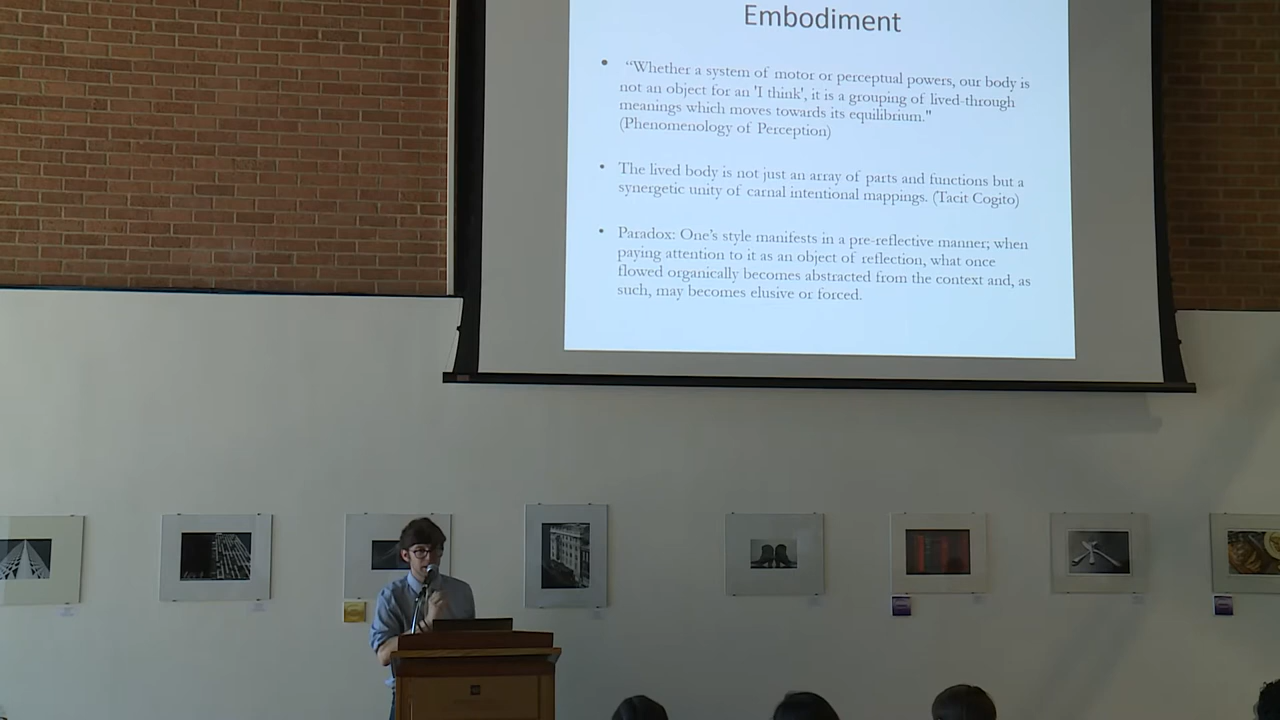 Embodiment
• “Whether a system of motor or perceptual powers, our body is
not an object for an 'I think', it is a grouping of lived-through
meanings which moves towards its equilibrium."
(Phenomenology of Perception)
• The lived body is not just an array of parts and functions but a
synergetic unity of carnal intentional mappings. (Tacit Cogito)
• Paradox: One’s style manifests in a pre-reflective manner; when
paying attention to it as an object of reflection, what once
flowed organically becomes abstracted from the context and, as
such, may becomes elusive or forced.